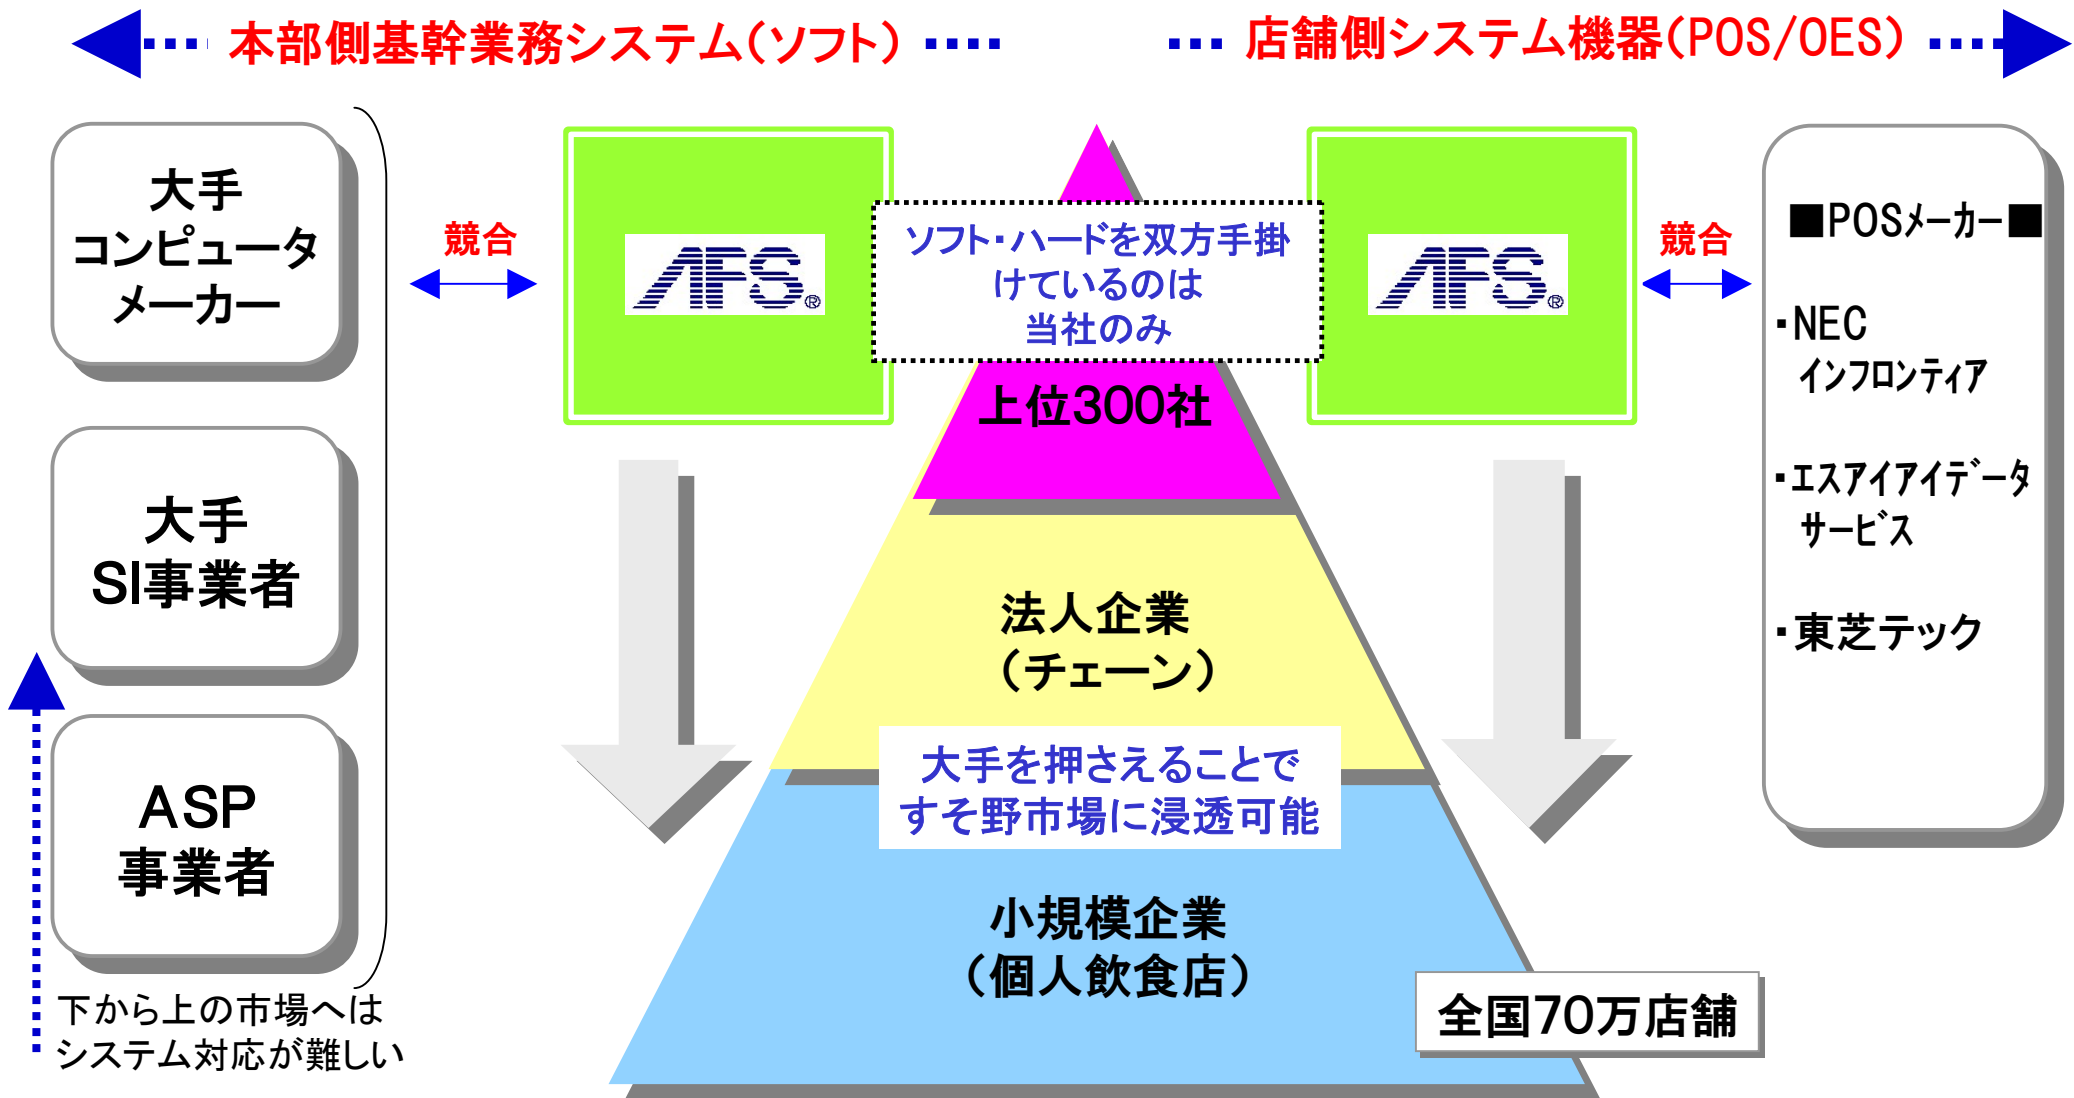 本部側基幹業務システム(ソフト)
店舗側システム機器(POS/OES)
大手
コンピュータ
メーカー
大手
SI事業者
ASP
事業者
下から上の市場へは
システム対応が難しい
競合
AFS®
ソフト・ハードを双方手掛
けているのは
当社のみ
上位300社
法人企業
(チェーン)
大手を押さえることで
すそ野市場に浸透可能
小規模企業
(個人飲食店)
全国70万店舗
AFS®
競合
■POSメーカー■
・NEC
インフロンティア
・エスアイアイデータ
サービス
・東芝テック